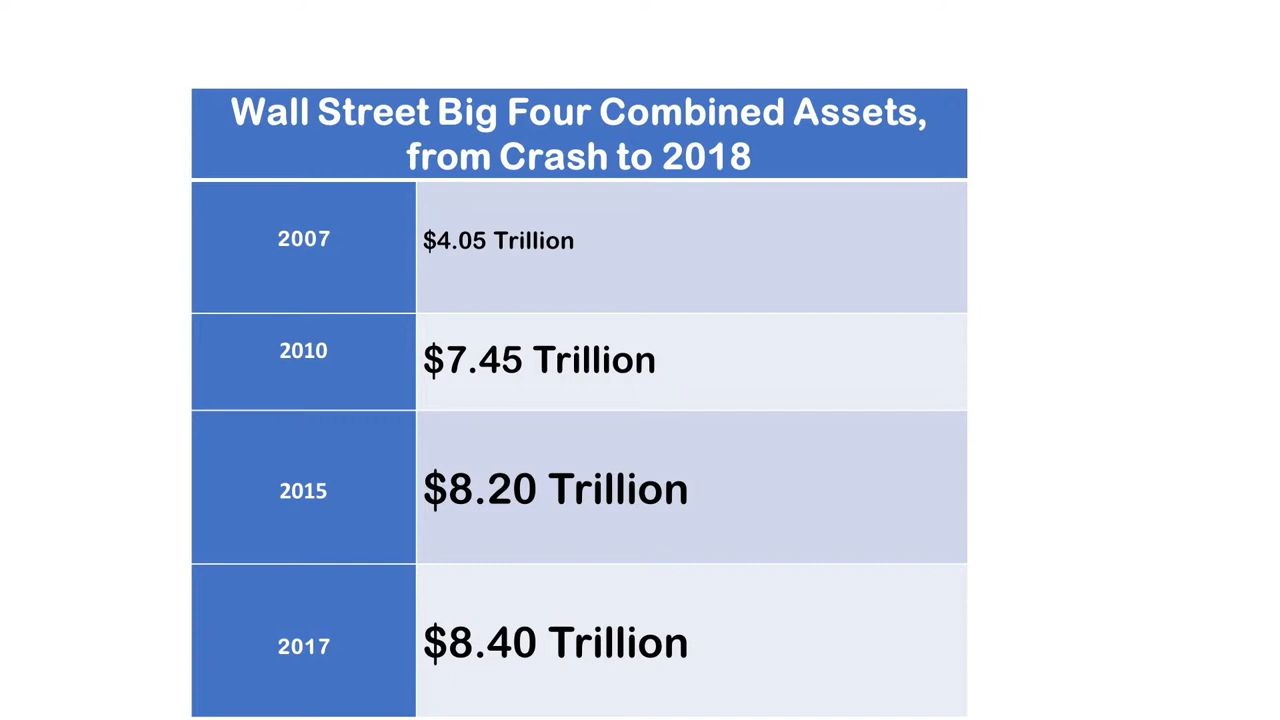 Wall Street Big Four Combined Assets,
from Crash to 2018
2007
$4.05 Trillion
2010
$7.45 Trillion
2015
$8.20 Trillion
2017
$8.40 Trillion